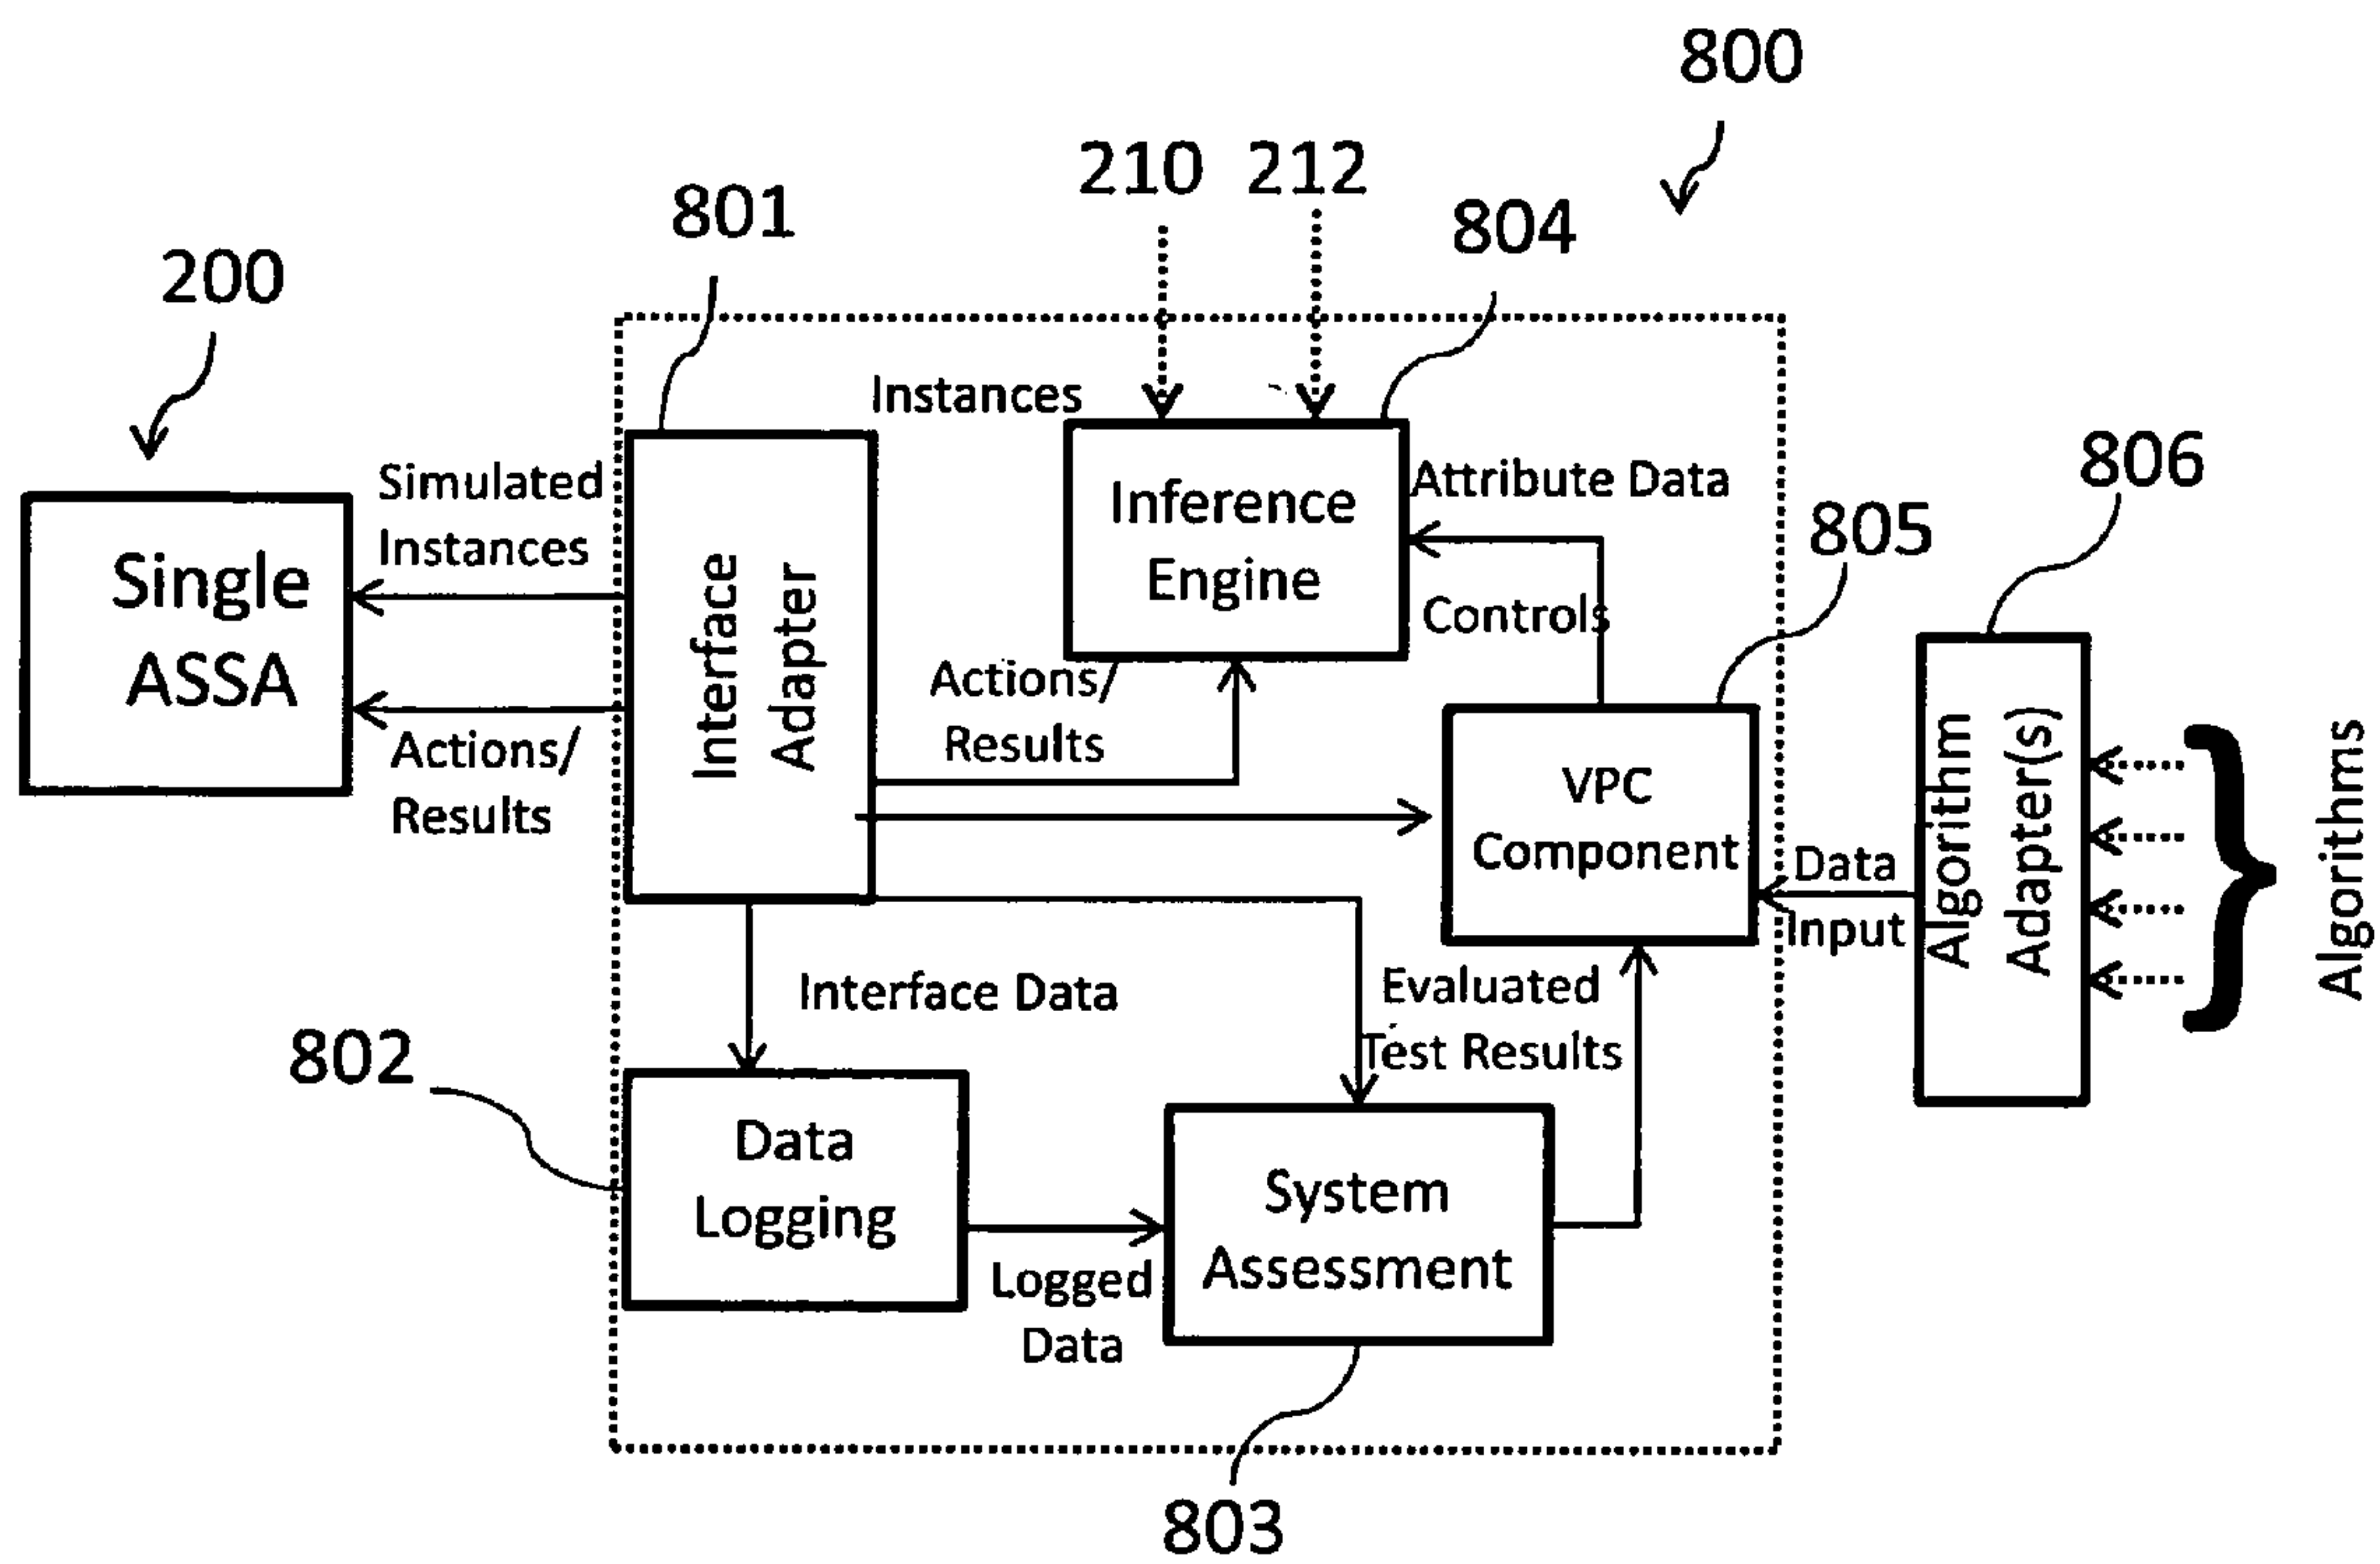 800
210 212
801
804
200
Instances
Simulated
Instances
Single
ASSA
Actions/
Results
Interface
Adapter
Inference
Engine
Attribute Data
Controls
Actions/
Results
805
806
VPC
Component
Data
Input
Algorithm
Adapter(s)
Algorithms
Interface Data
Evaluated
Test Results
802
Data
Logging
Logged
Data
System
Assessment
803